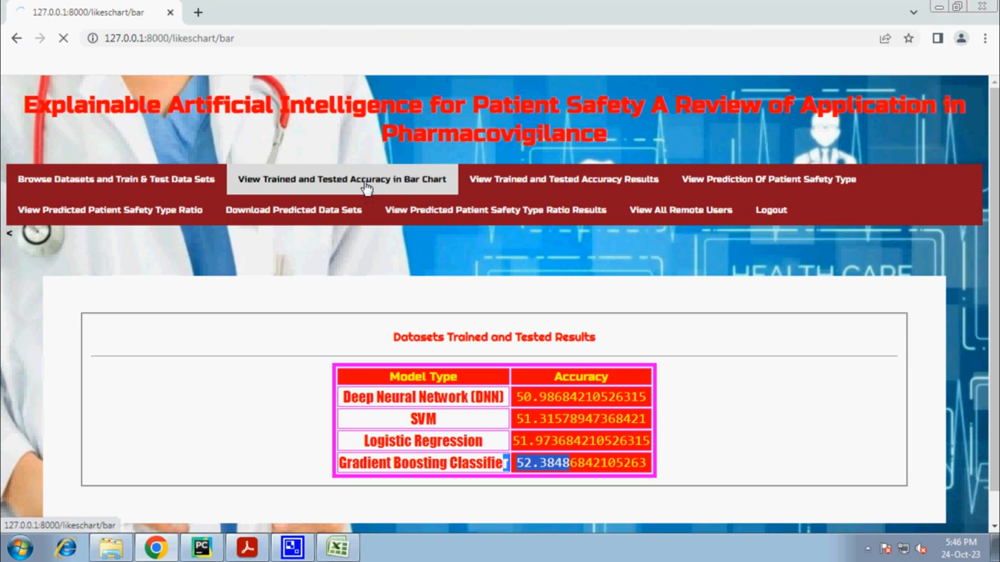 127.0.0.1:8000/likeschart/bar
127.0.0.1:8000/likeschart/bar
Explainable Artificial Intelligence for Patient Safety A Review of Application in
Pharmacovigilance
Browse Datasets and Train & Test Data Sets View Trained and Tested Accuracy in Bar Chart View Trained and Tested Accuracy Results View Prediction Of Patient Safety Type
View Predicted Patient Safety Type Ratio Download Predicted Data Sets View Predicted Patient Safety Type Ratio Results View All Remote Users Logout
<
HEALTH CARE
Datasets Trained and Tested Results
Model Type Accuracy
Deep Neural Network (DNN) 50.98684210526315
SVM 51.31578947368421
Logistic Regression 51.973684210526315
Gradient Boosting Classifier 52.38486842105263
127.0.0.1:8000/likeschart/bar
PC
5:46 PM
24-Oct-23